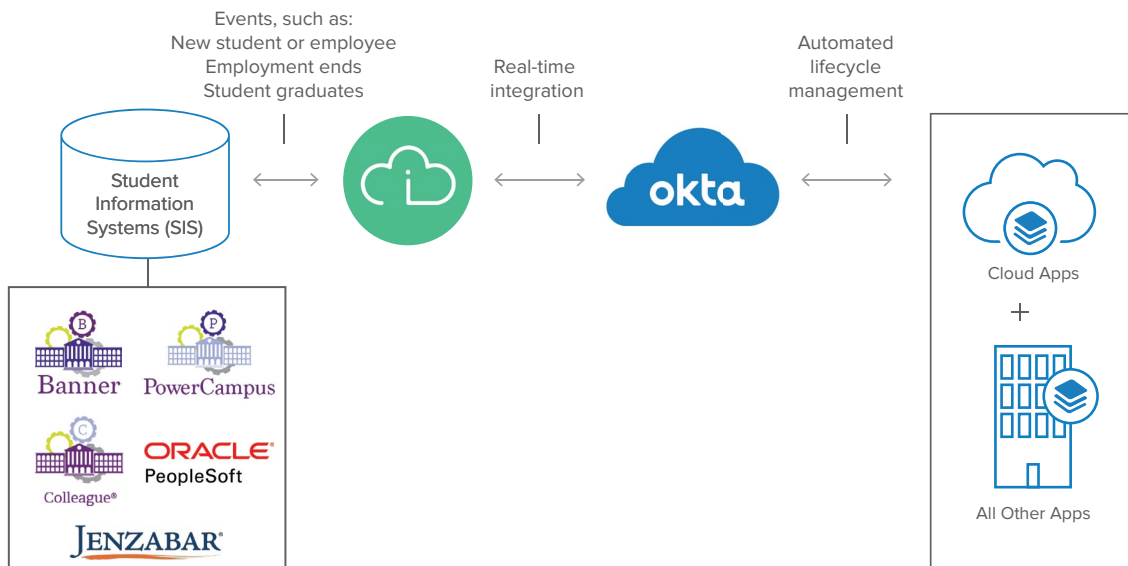 Events, such as:
New student or employee
Employment ends
Student graduates
Real-time
integration
Automated
lifecycle
management
Student
Information
Systems (SIS)
i
okta
Cloud Apps
+
All Other Apps
B
Banner
P
PowerCampus
C
Colleague®
ORACLE®
PeopleSoft
JENZABAR®